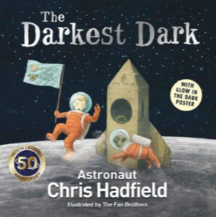 The
Darkest Dark
WITH
GLOW IN
THE DARK
POSTER
50
Astronaut
Chris Hadfield
Illustrated by The Fan Brothers